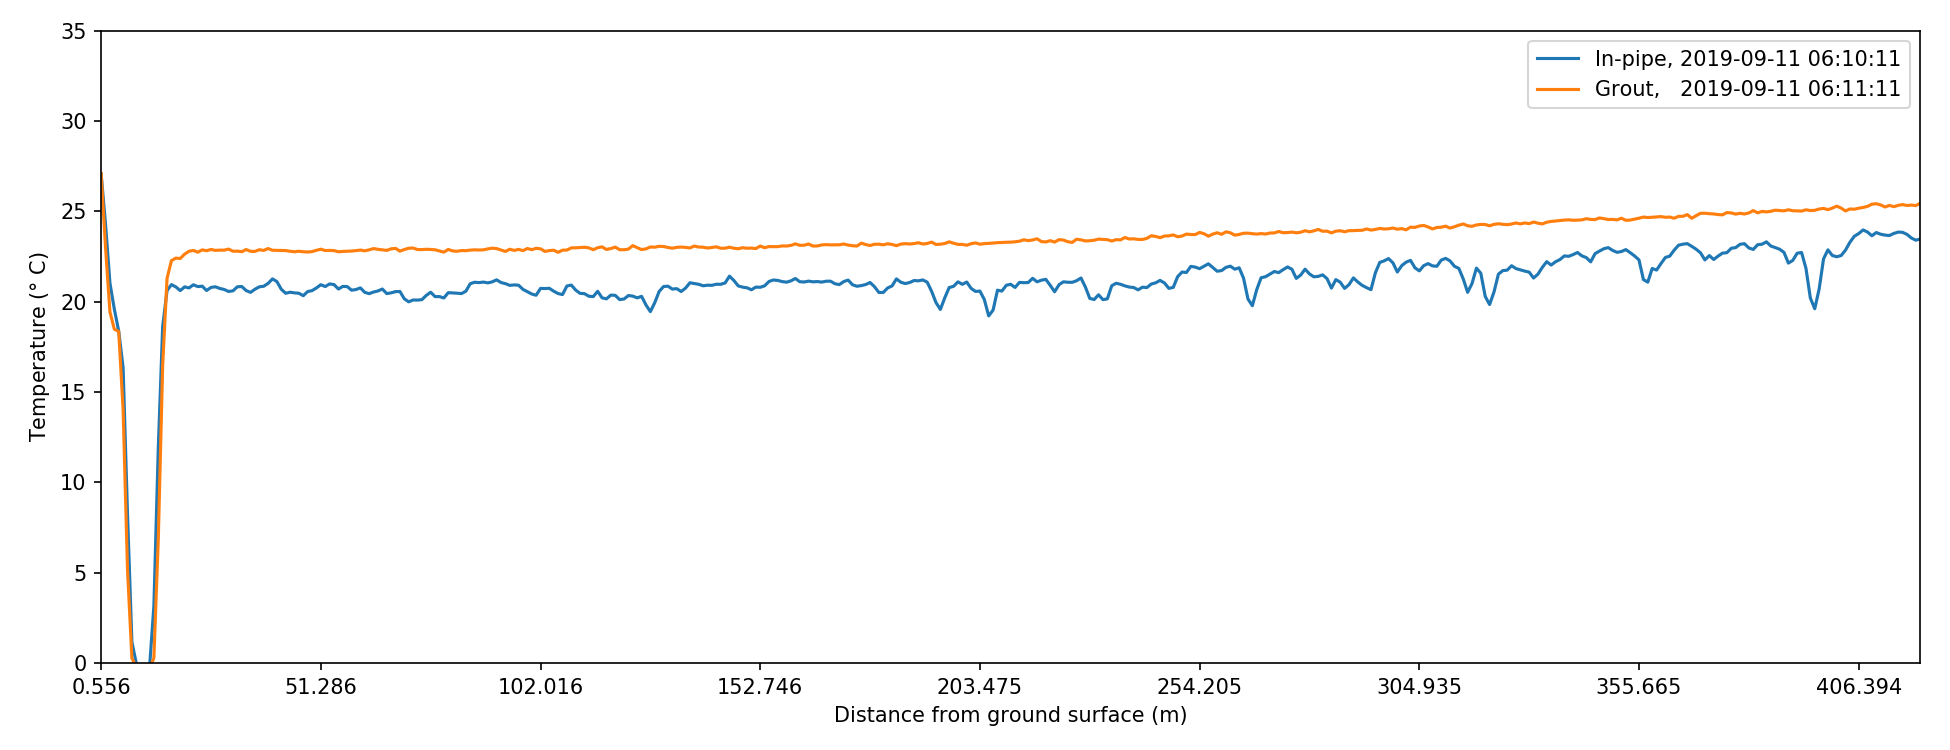 35
30
25
20
15
10
5
0
Temperature (° C)
In-pipe, 2019-09-11 06:10:11
Grout,   2019-09-11 06:11:11
0.556 51.286 102.016 152.746 203.475 254.205 304.935 355.665 406.394
Distance from ground surface (m)